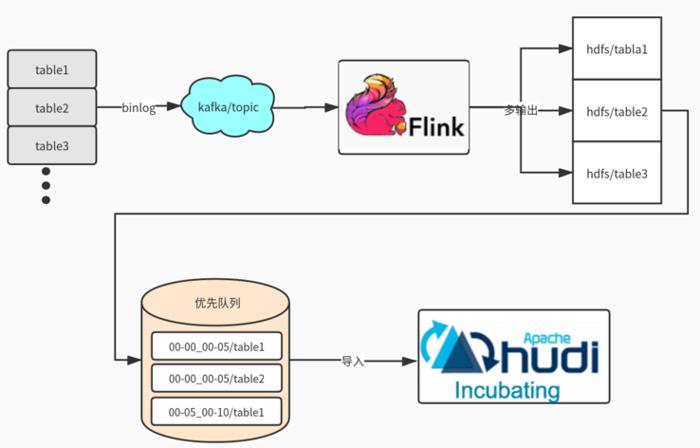 table1
table2
table3
binlog
kafka/topic
Flink
多输出
hdfs/tabla1
hdfs/table2
hdfs/table3
优先队列
00-00_00-05/table1
00-00_00-05/table2
00-05_00-10/table1
导入
Apache
hudi
Incubating